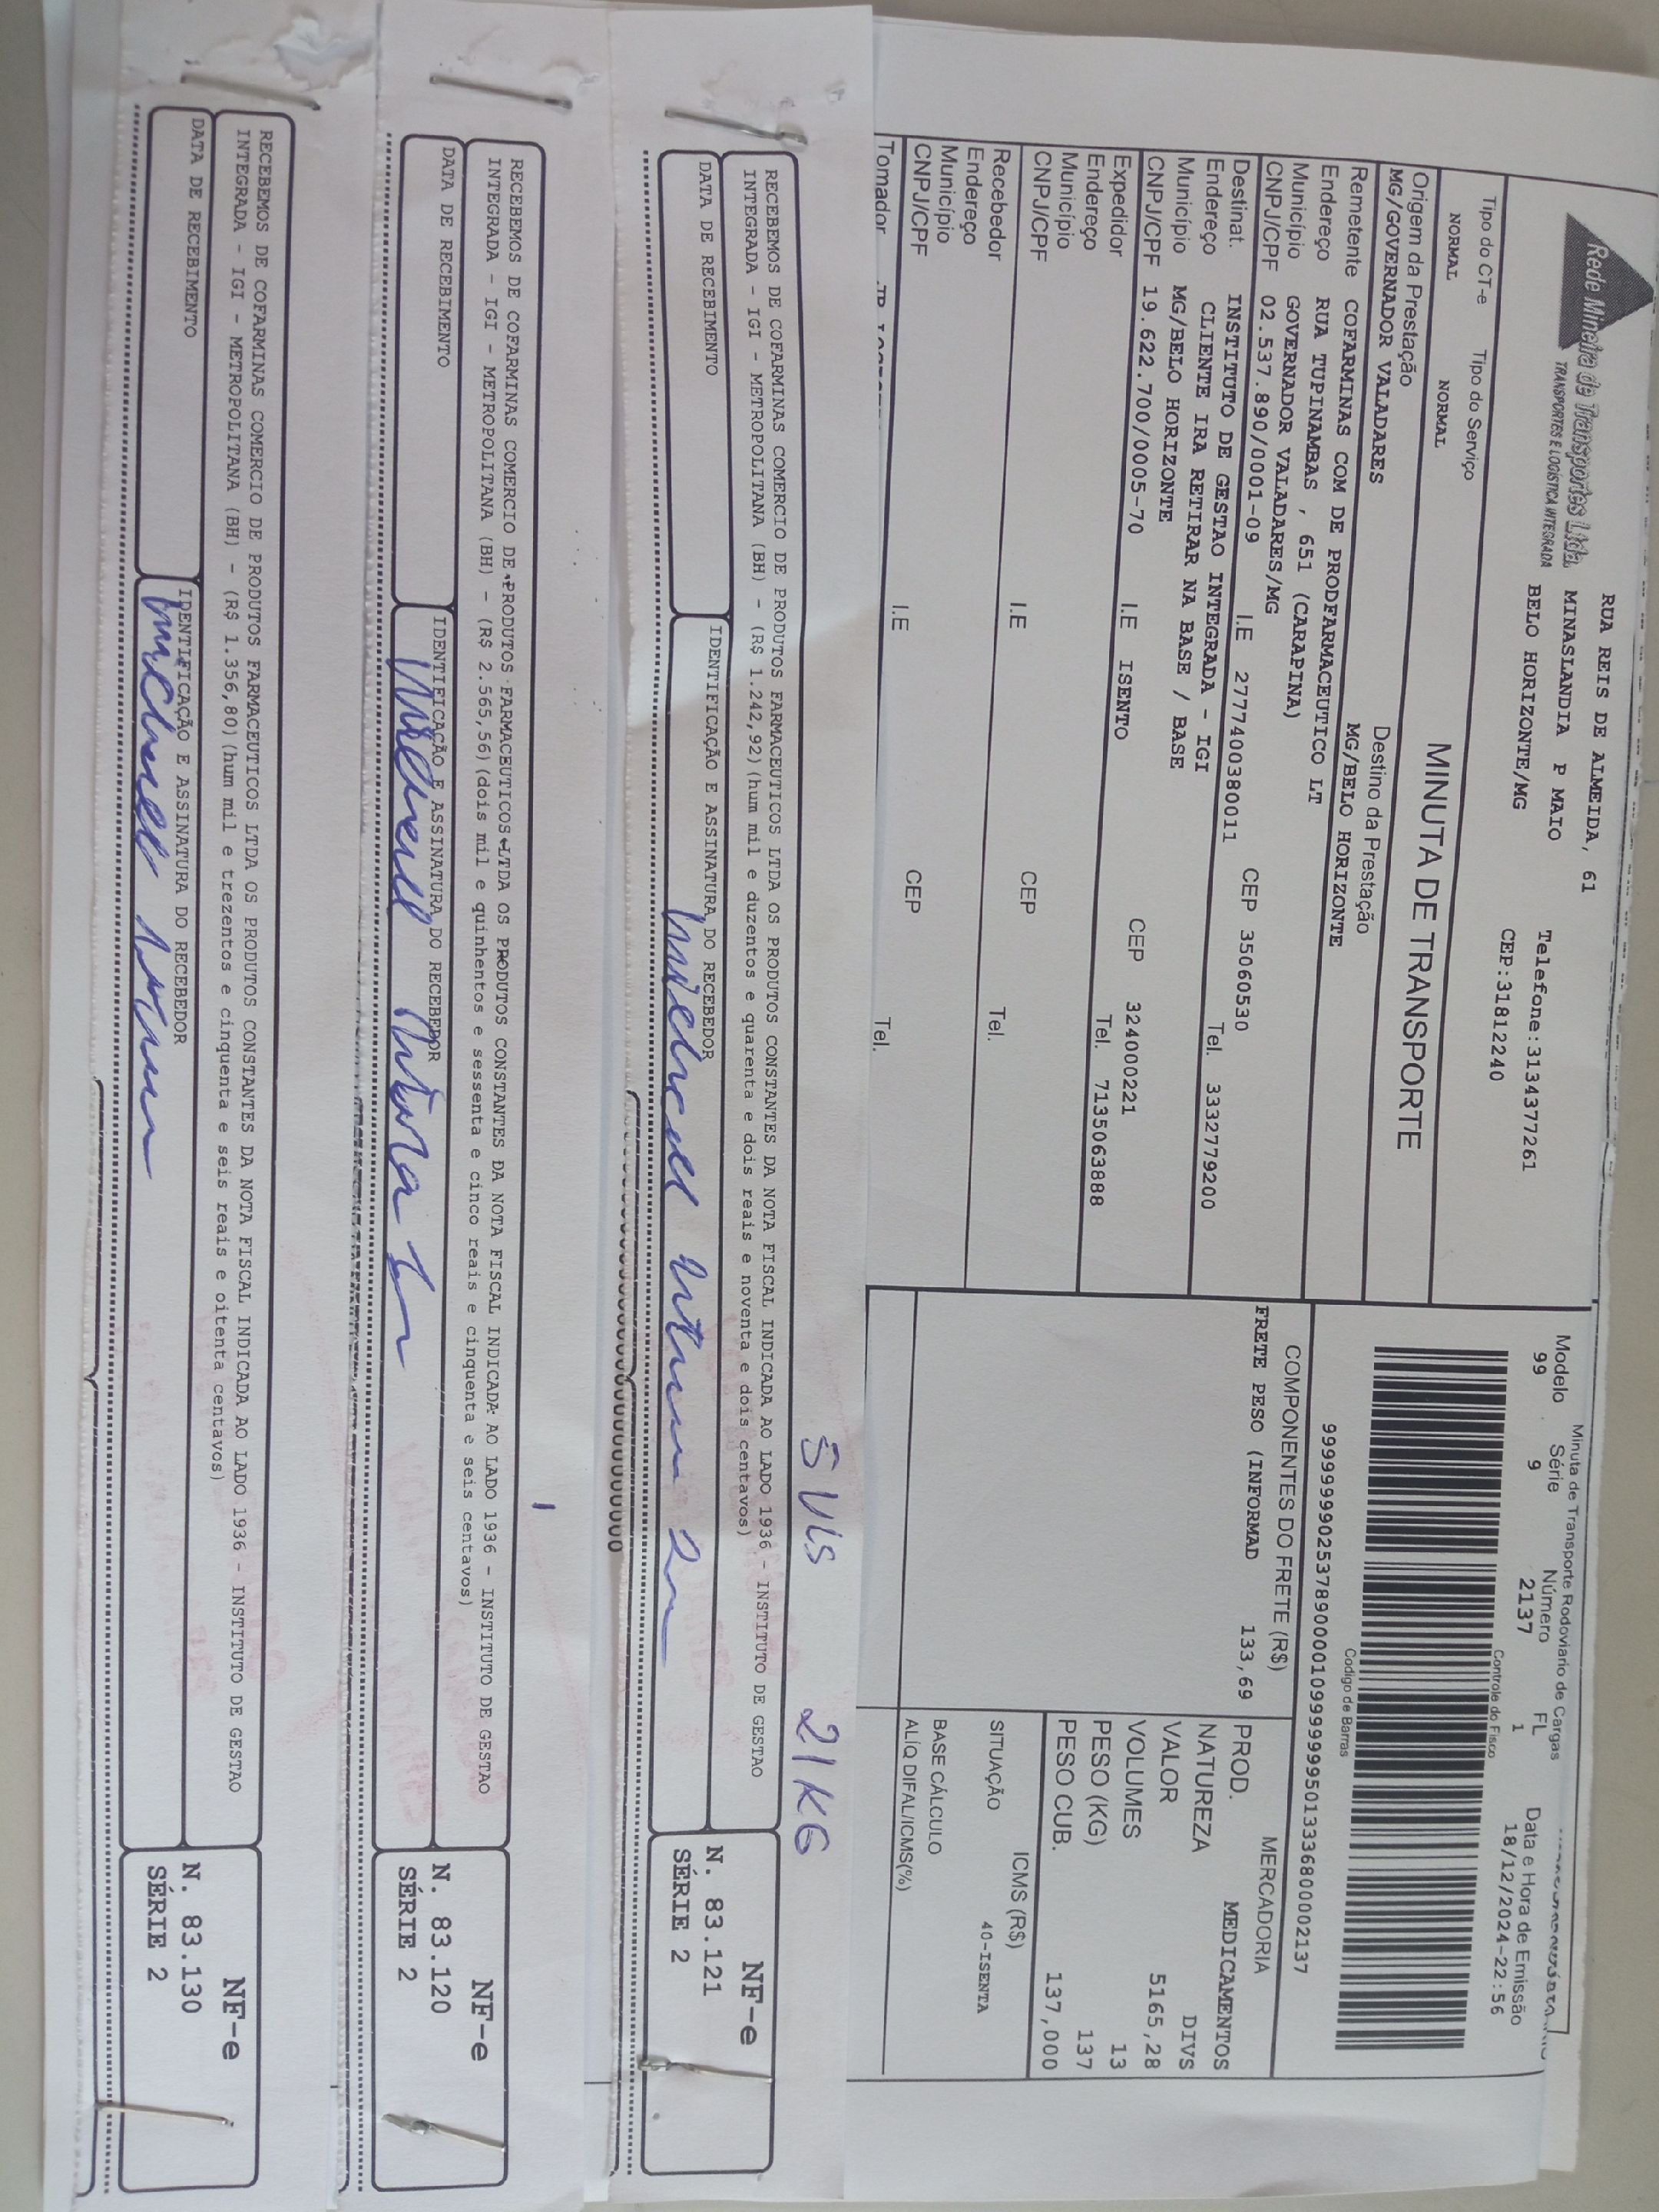 Rede Mineira de Transportes Ltda.
TRANSPORTES E LOGÍSTICA INTEGRADA
RUA REIS DE ALMEIDA, 61
MINASLANDIA P MAIO
BELO HORIZONTE/MG
Telefone:3134377261
CEP:31812240
Minuta de Transporte Rodoviario de Cargas
Modelo Série Número FL Data e Hora de Emissão
99 9 2137 1 18/12/2024-22:56
Controle do Fisco
Tipo do CT-e Tipo do Serviço
NORMAL NORMAL
MINUTA DE TRANSPORTE
Codigo de Barras
Origem da Prestação Destino da Prestação
MG/GOVERNADOR VALADARES MG/BELO HORIZONTE
Remetente COFARMINAS COM DE PRODFARMACEUTICO LT
Endereço RUA TUPINAMBAS , 651 (CARAPINA)
Município GOVERNADOR VALADARES/MG CEP 35060530
CNPJ/CPF 02.537.890/0001-09 I.E 2777400380011 Tel. 3332779200
Destinat. INSTITUTO DE GESTAO INTEGRADA - IGI
Endereço CLIENTE IRA RETIRAR NA BASE / BASE
Município MG/BELO HORIZONTE CEP 32400221
CNPJ/CPF 19.622.700/0005-70 I.E ISENTO Tel. 7135063888
Expedidor
Endereço
Município CEP
CNPJ/CPF I.E Tel.
Recebedor
Endereço
Município CEP
CNPJ/CPF I.E Tel.
Tomador
COMPONENTES DO FRETE (R$)
FRETE PESO (INFORMAD 133,69
MERCADORIA
PROD. MEDICAMENTOS
NATUREZA DIVS
VALOR 5165,28
VOLUMES 13
PESO (KG) 137
PESO CUB. 137,000
ICMS (R$)
SITUAÇÃO 40-ISENTA
BASE CÁLCULO
ALÍQ DIFAL/ICMS(%)
5 VLS 21KG
RECEBEMOS DE COFARMINAS COMERCIO DE PRODUTOS FARMACEUTICOS LTDA OS PRODUTOS CONSTANTES DA NOTA FISCAL INDICADA AO LADO 1936 - INSTITUTO DE GESTAO
INTEGRADA - IGI - METROPOLITANA (BH) - (R$ 1.242,92)(hum mil e duzentos e quarenta e dois reais e noventa e dois centavos)
DATA DE RECEBIMENTO
IDENTIFICAÇÃO E ASSINATURA DO RECEBEDOR
NF-e
N. 83.121
SÉRIE 2
RECEBEMOS DE COFARMINAS COMERCIO DE PRODUTOS FARMACEUTICOS LTDA OS PRODUTOS CONSTANTES DA NOTA FISCAL INDICADA AO LADO 1936 - INSTITUTO DE GESTAO
INTEGRADA - IGI - METROPOLITANA (BH) - (R$ 2.565,56)(dois mil e quinhentos e sessenta e cinco reais e cinquenta e seis centavos)
DATA DE RECEBIMENTO
IDENTIFICAÇÃO E ASSINATURA DO RECEBEDOR
NF-e
N. 83.120
SÉRIE 2
RECEBEMOS DE COFARMINAS COMERCIO DE PRODUTOS FARMACEUTICOS LTDA OS PRODUTOS CONSTANTES DA NOTA FISCAL INDICADA AO LADO 1936 - INSTITUTO DE GESTAO
INTEGRADA - IGI - METROPOLITANA (BH) - (R$ 1.356,80)(hum mil e trezentos e cinquenta e seis reais e oitenta centavos)
DATA DE RECEBIMENTO
IDENTIFICAÇÃO E ASSINATURA DO RECEBEDOR
NF-e
N. 83.130
SÉRIE 2